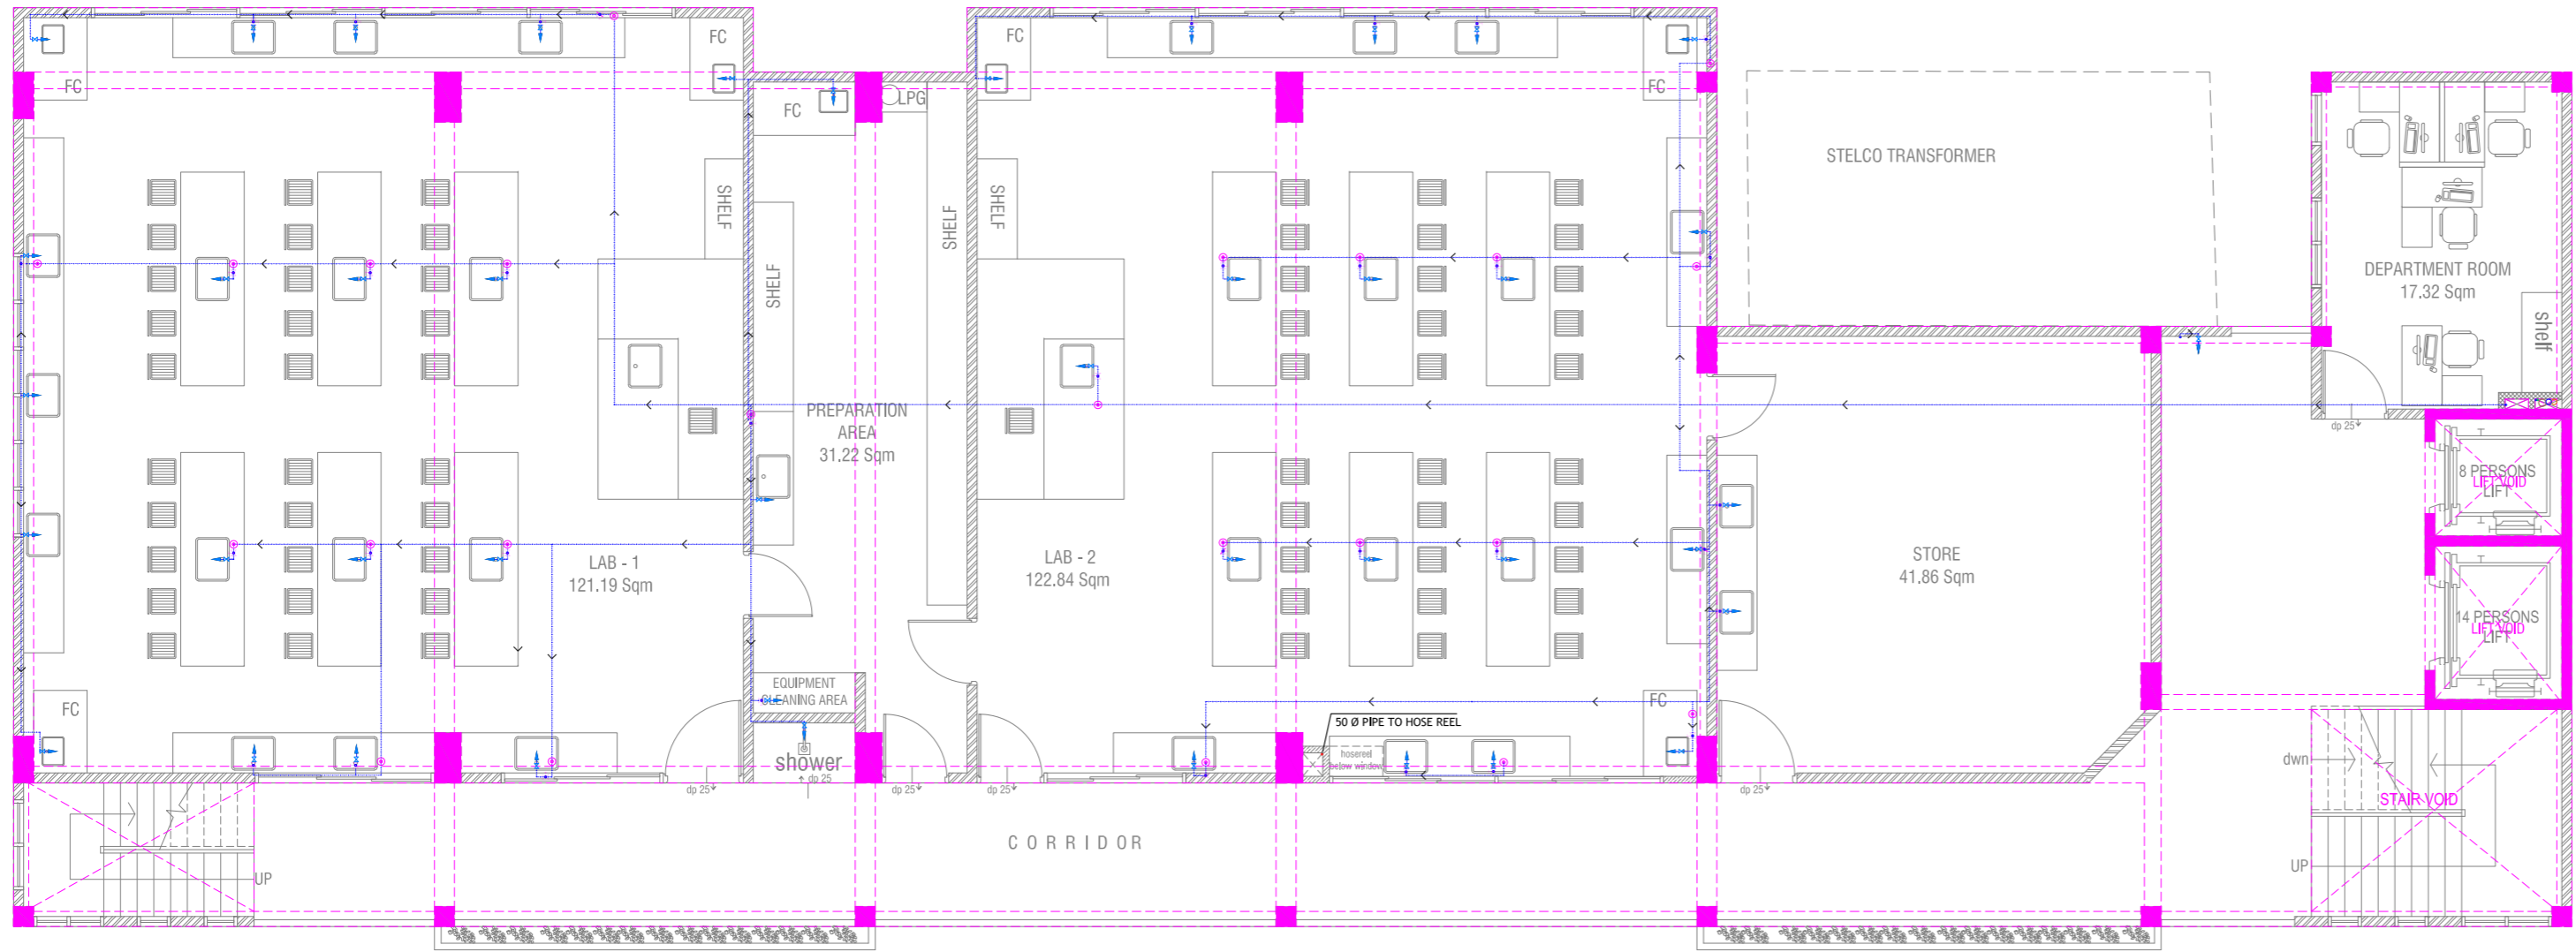 FC
FC
FC
LPG
FC
FC
STELCO TRANSFORMER
SHELF
SHELF
SHELF
SHELF
DEPARTMENT ROOM
17.32 Sqm
shelf
PREPARATION
AREA
31.22 Sqm
dp 25
8 PERSONS
LIFT VOID
LIFT
LAB - 1
121.19 Sqm
LAB - 2
122.84 Sqm
STORE
41.86 Sqm
14 PERSONS
LIFT VOID
LIFT
EQUIPMENT
CLEANING AREA
FC
FC
50 Ø PIPE TO HOSE REEL
hosereel
below window
shower
dp 25
dp 25
dp 25
dp 25
dp 25
dwn
STAIR VOID
CORRIDOR
UP
UP